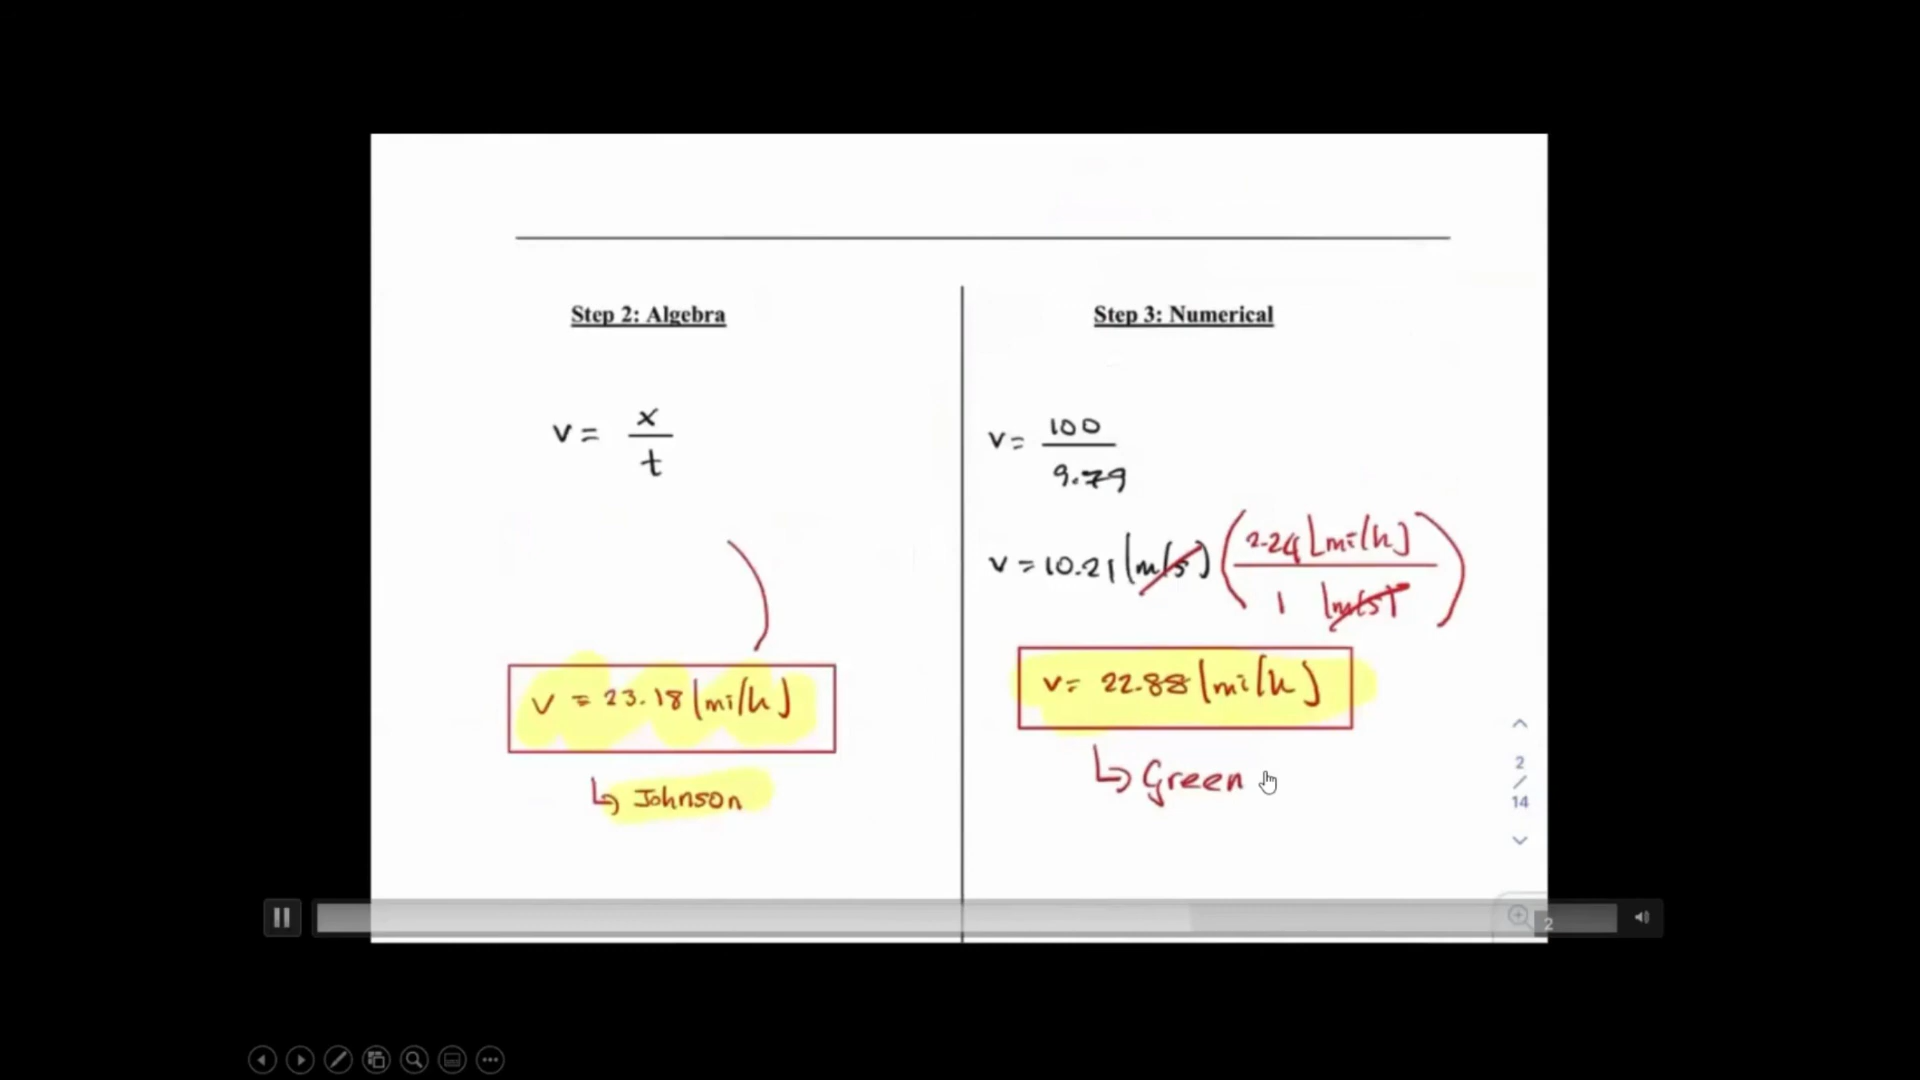 Step 2: Algebra
v = x
t
v = 23.18 [mi/h]
↳ Johnson
Step 3: Numerical
v = 100
9.79
v = 10.21 [m/s] ( 2.24 [mi/h]
1 [m/s] )
v = 22.88 [mi/h]
↳ Green
2
/
14
2